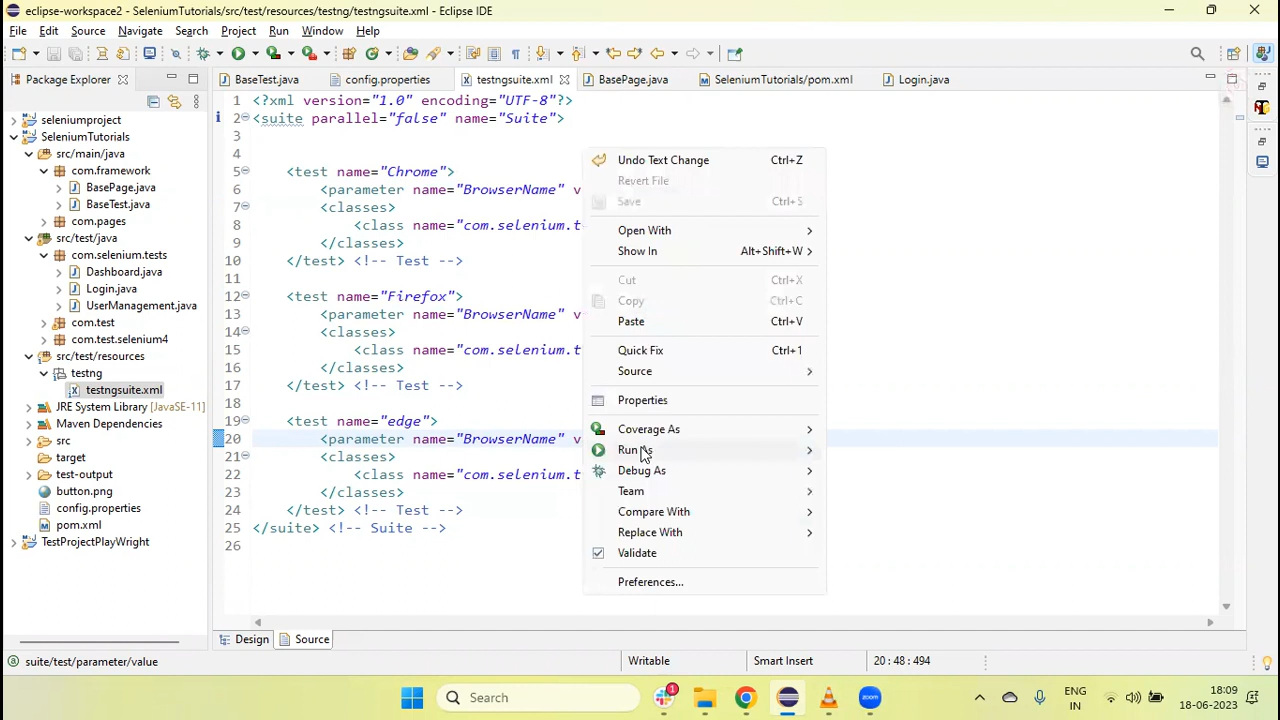 eclipse-workspace2 - SeleniumTutorials/src/test/resources/testng/testngsuite.xml - Eclipse IDE
File Edit Source Navigate Search Project Run Window Help
Package Explorer
BaseTest.java config.properties testngsuite.xml BasePage.java SeleniumTutorials/pom.xml Login.java
seleniumproject
SeleniumTutorials
src/main/java
com.framework
BasePage.java
BaseTest.java
com.pages
src/test/java
com.selenium.tests
Dashboard.java
Login.java
UserManagement.java
com.test
com.test.selenium4
src/test/resources
testng
testngsuite.xml
JRE System Library [JavaSE-11]
Maven Dependencies
src
target
test-output
button.png
config.properties
pom.xml
TestProjectPlayWright
1 <?xml version="1.0" encoding="UTF-8"?>
2 <suite parallel="false" name="Suite">
3
4
5 <test name="Chrome">
6 <parameter name="BrowserName" v
7 <classes>
8 <class name="com.selenium.t
9 </classes>
10 </test> <!-- Test -->
11
12 <test name="Firefox">
13 <parameter name="BrowserName" v
14 <classes>
15 <class name="com.selenium.t
16 </classes>
17 </test> <!-- Test -->
18
19 <test name="edge">
20 <parameter name="BrowserName" v
21 <classes>
22 <class name="com.selenium.t
23 </classes>
24 </test> <!-- Test -->
25 </suite> <!-- Suite -->
26
Undo Text Change Ctrl+Z
Revert File
Save Ctrl+S
Open With
Show In Alt+Shift+W
Cut Ctrl+X
Copy Ctrl+C
Paste Ctrl+V
Quick Fix Ctrl+1
Source
Properties
Coverage As
Run As
Debug As
Team
Compare With
Replace With
Validate
Preferences...
Design Source
suite/test/parameter/value
Writable Smart Insert 20 : 48 : 494
Search
1
zoom
ENG
IN
18:09
18-06-2023